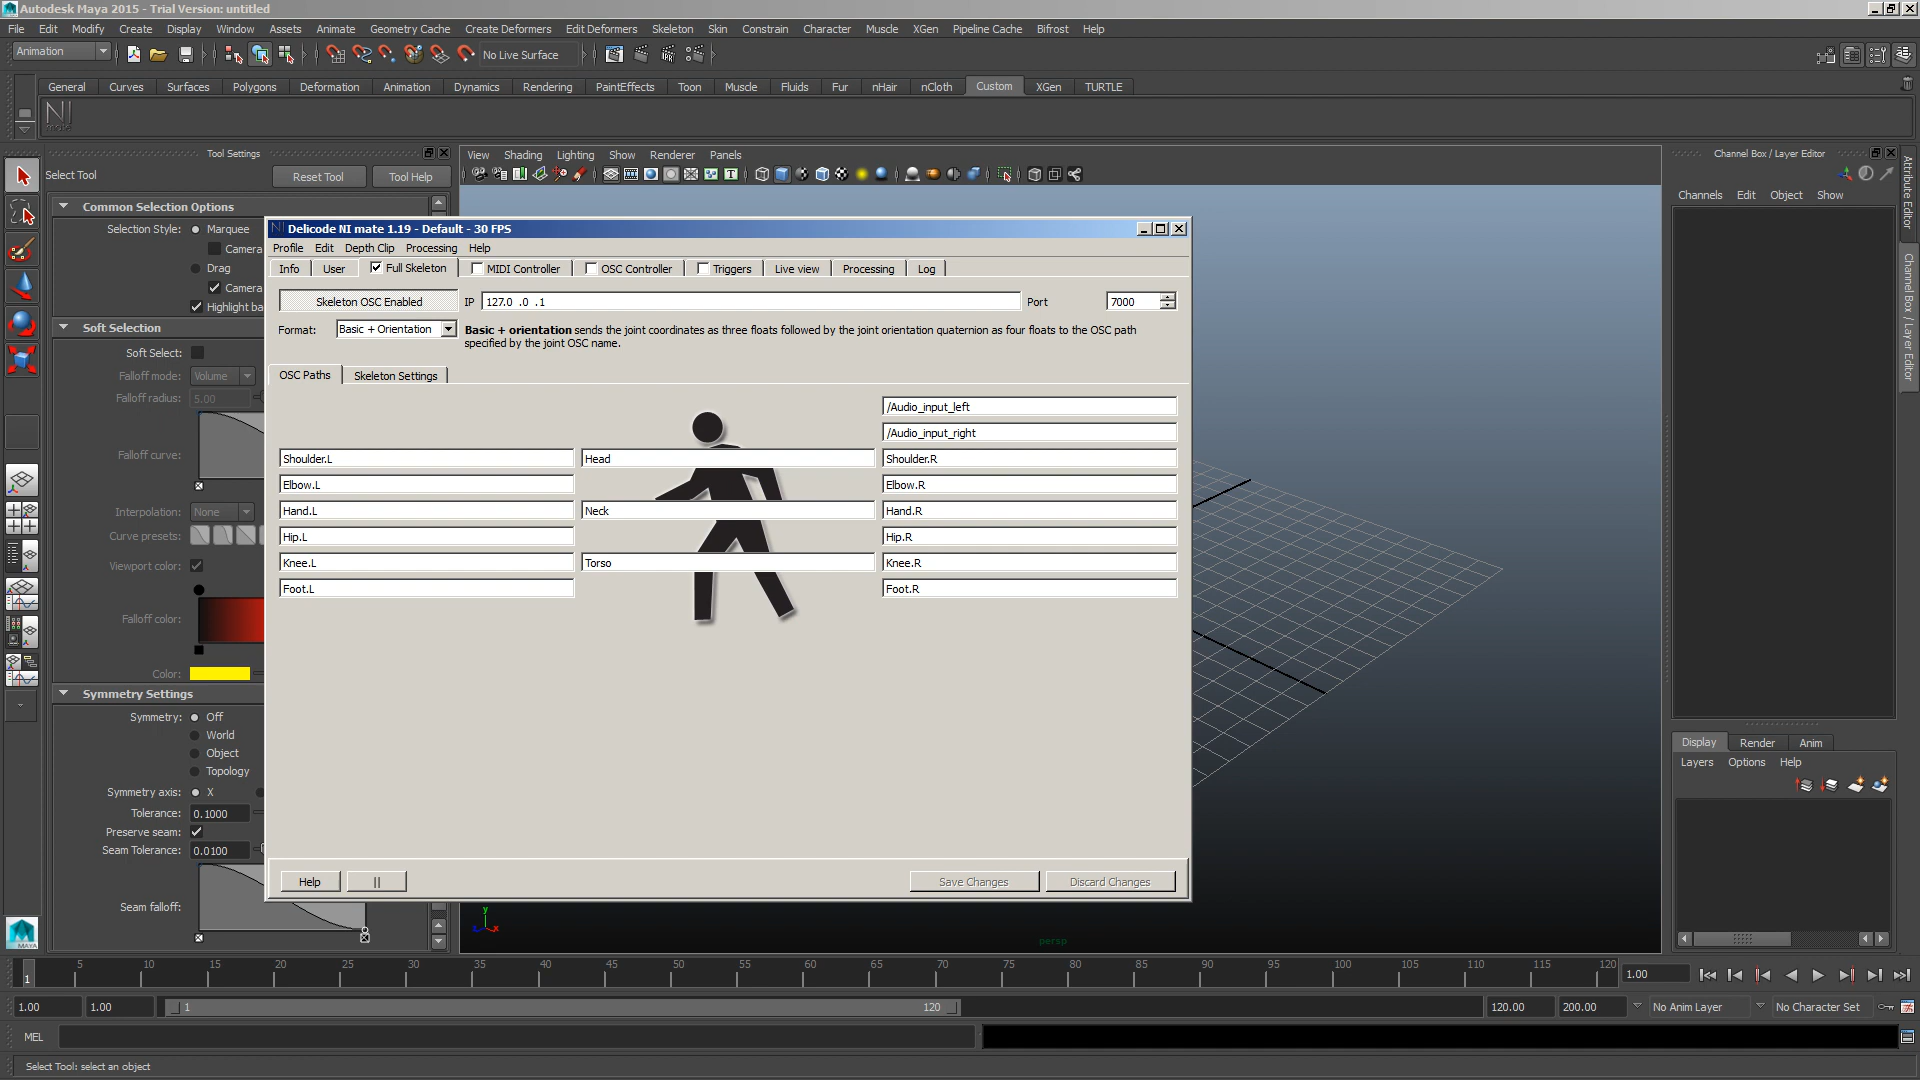 Autodesk Maya 2015 - Trial Version: untitled
File Edit Modify Create Display Window Assets Animate Geometry Cache Create Deformers Edit Deformers Skeleton Skin Constrain Character Muscle XGen Pipeline Cache Bifrost Help
Animation No Live Surface
General Curves Surfaces Polygons Deformation Animation Dynamics Rendering PaintEffects Toon Muscle Fluids Fur nHair nCloth Custom XGen TURTLE
NI
mate
Tool Settings
Select Tool Reset Tool Tool Help
Common Selection Options
Selection Style: Marquee
Camera
Drag
Camera
Highlight ba
Soft Selection
Soft Select:
Falloff mode: Volume
Falloff radius: 5.00
Falloff curve:
Interpolation: None
Curve presets:
Viewport color:
Falloff color:
Color:
Symmetry Settings
Symmetry: Off
World
Object
Topology
Symmetry axis: X
Tolerance: 0.1000
Preserve seam:
Seam Tolerance: 0.0100
Seam falloff:
View Shading Lighting Show Renderer Panels
Delicode NI mate 1.19 - Default - 30 FPS
Profile Edit Depth Clip Processing Help
Info User Full Skeleton MIDI Controller OSC Controller Triggers Live view Processing Log
Skeleton OSC Enabled IP 127.0 .0 .1 Port 7000
Format: Basic + Orientation Basic + orientation sends the joint coordinates as three floats followed by the joint orientation quaternion as four floats to the OSC path
specified by the joint OSC name.
OSC Paths Skeleton Settings
/Audio_input_left
/Audio_input_right
Shoulder.L Head Shoulder.R
Elbow.L Elbow.R
Hand.L Neck Hand.R
Hip.L Hip.R
Knee.L Torso Knee.R
Foot.L Foot.R
Help || Save Changes Discard Changes
y
z x
persp
Channel Box / Layer Editor
Channels Edit Object Show
Attribute Editor
Channel Box / Layer Editor
Display Render Anim
Layers Options Help
1 5 10 15 20 25 30 35 40 45 50 55 60 65 70 75 80 85 90 95 100 105 110 115 120 1.00
1.00 1.00 1 120 120.00 200.00 No Anim Layer No Character Set
MEL
MAYA
Select Tool: select an object